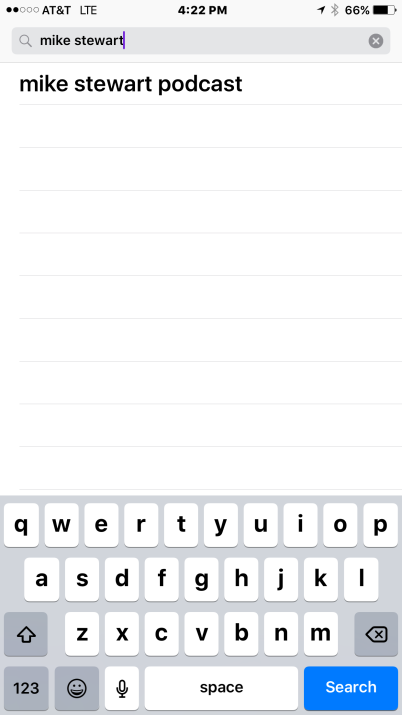 AT&T LTE 4:22 PM 66%
mike stewart
mike stewart podcast
q w e r t y u i o p
a s d f g h j k l
z x c v b n m
123 space Search